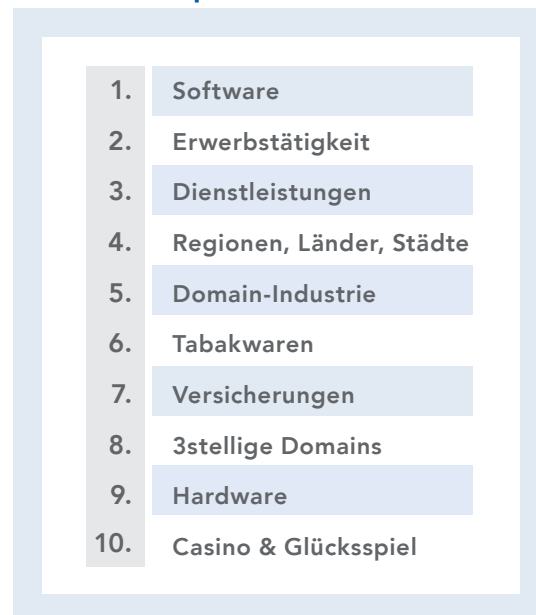 1. Software
2. Erwerbstätigkeit
3. Dienstleistungen
4. Regionen, Länder, Städte
5. Domain-Industrie
6. Tabakwaren
7. Versicherungen
8. 3stellige Domains
9. Hardware
10. Casino & Glücksspiel